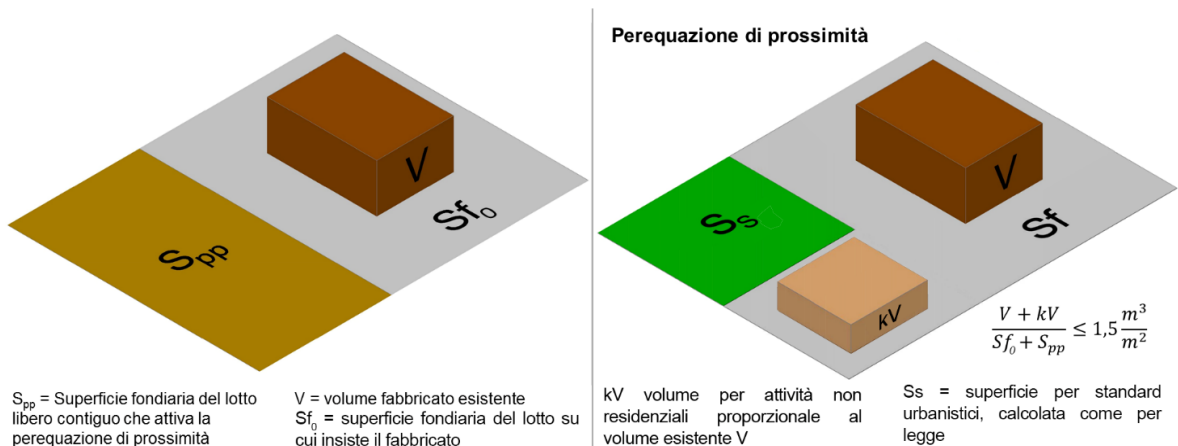 Perequazione di prossimità
V
Sf₀
Spp
V
Ss
Sf
kV
(V + kV) / (Sf₀ + Spp) ≤ 1,5 m³/m²
Spp = Superficie fondiaria del lotto
libero contiguo che attiva la
perequazione di prossimità
V = volume fabbricato esistente
Sf₀ = superficie fondiaria del lotto su
cui insiste il fabbricato
kV volume per attività non
residenziali proporzionale al
volume esistente V
Ss = superficie per standard
urbanistici, calcolata come per
legge